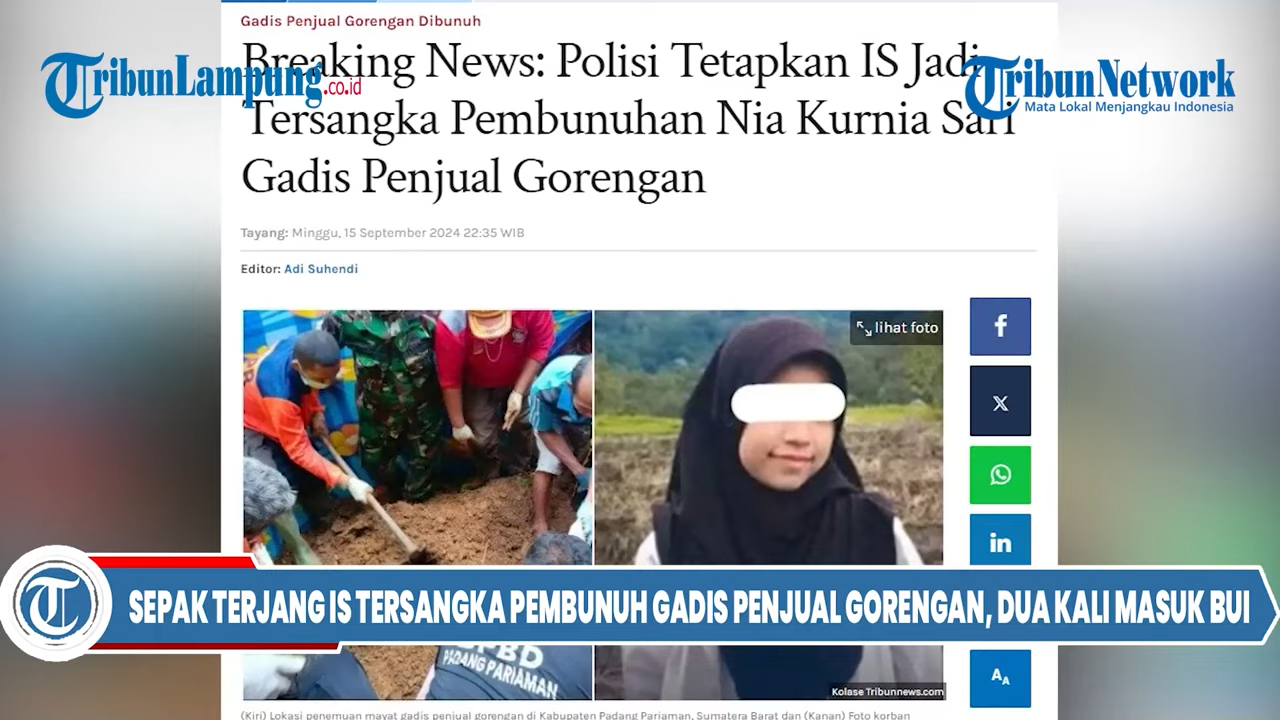 Gadis Penjual Gorengan Dibunuh
Breaking News: Polisi Tetapkan IS Jadi
TribunLampung.co.id
TribunNetwork
Mata Lokal Menjangkau Indonesia
Tersangka Pembunuhan Nia Kurnia Sari
Gadis Penjual Gorengan
Tayang: Minggu, 15 September 2024 22:35 WIB
Editor: Adi Suhendi
lihat foto
f
X
in
T
SEPAK TERJANG IS TERSANGKA PEMBUNUH GADIS PENJUAL GORENGAN, DUA KALI MASUK BUI
PBD
PADANG PARIAMAN
AA
Kolase Tribunnews.com
(Kiri) Lokasi penemuan mayat gadis penjual gorengan di Kabupaten Padang Pariaman, Sumatera Barat dan (Kanan) Foto korban